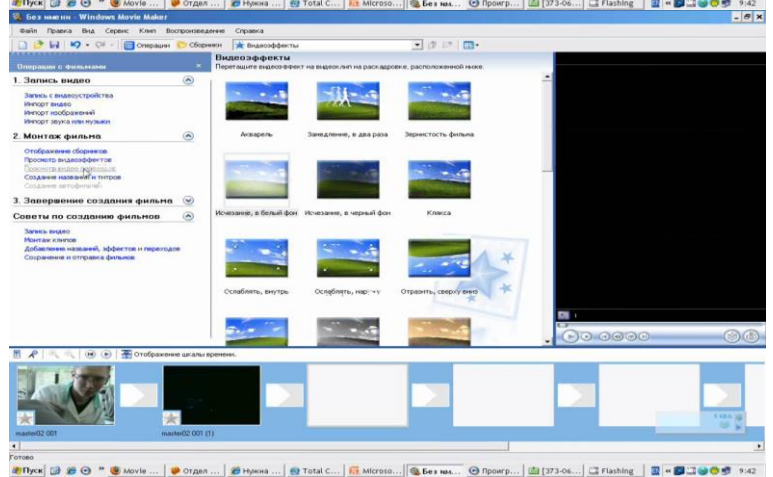 Пуск Movie ... Отдел ... Нужна ... Total C... Microso... Без им... Проигр... [373-06... Flashing 9:42
Без имени - Windows Movie Maker
Файл Правка Вид Сервис Клип Воспроизведение Справка
Операции Сборники Видеоэффекты
Операции с фильмами
Видеоэффекты
Перетащите видеоэффект на видеоклип на раскадровке, расположенной ниже.
1. Запись видео
Запись с видеоустройства
Импорт видео
Импорт изображений
Импорт звука или музыки
2. Монтаж фильма
Отображение сборников
Просмотр видеоэффектов
Создание названий и титров
Создание автофильма
3. Завершение создания фильма
Советы по созданию фильмов
Запись видео
Монтаж клипов
Добавление названий, эффектов и переходов
Сохранение и отправка фильмов
Акварель Замедление, в два раза Зернистость фильма
Исчезание, в белый фон Исчезание, в черный фон Клякса
Ослаблять, внутрь Ослаблять, наружу Отразить, сверху вниз
Отображение шкалы времени.
master02 001 master02 001 (1)
Готово
Пуск Movie ... Отдел ... Нужна ... Total C... Microso... Без им... Проигр... [373-06... Flashing 9:42